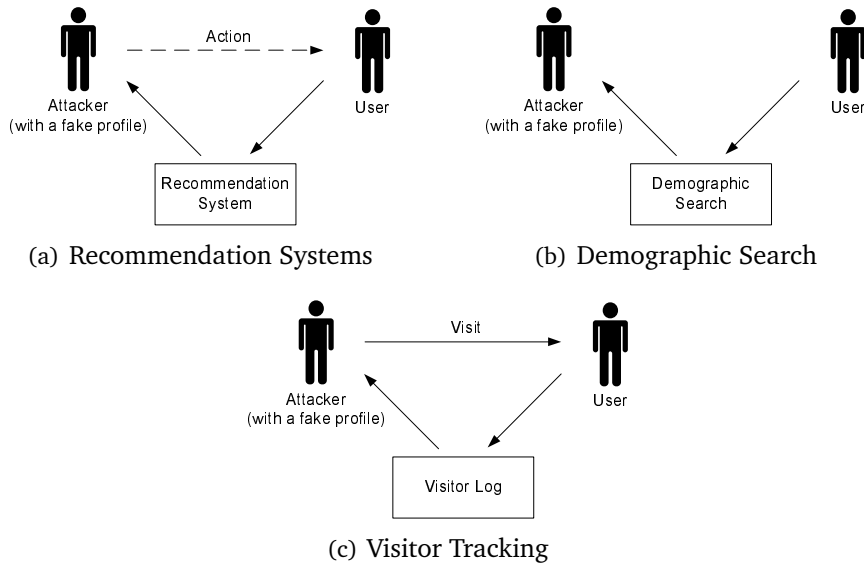 Action
Attacker
(with a fake profile)
User
Recommendation
System
(a) Recommendation Systems
Attacker
(with a fake profile)
User
Demographic
Search
(b) Demographic Search
Visit
Attacker
(with a fake profile)
User
Visitor Log
(c) Visitor Tracking